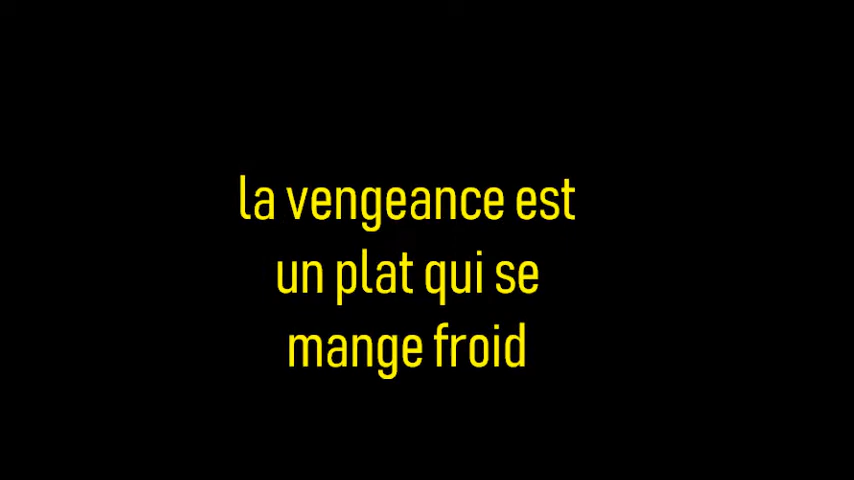 la vengeance est
un plat qui se
mange froid